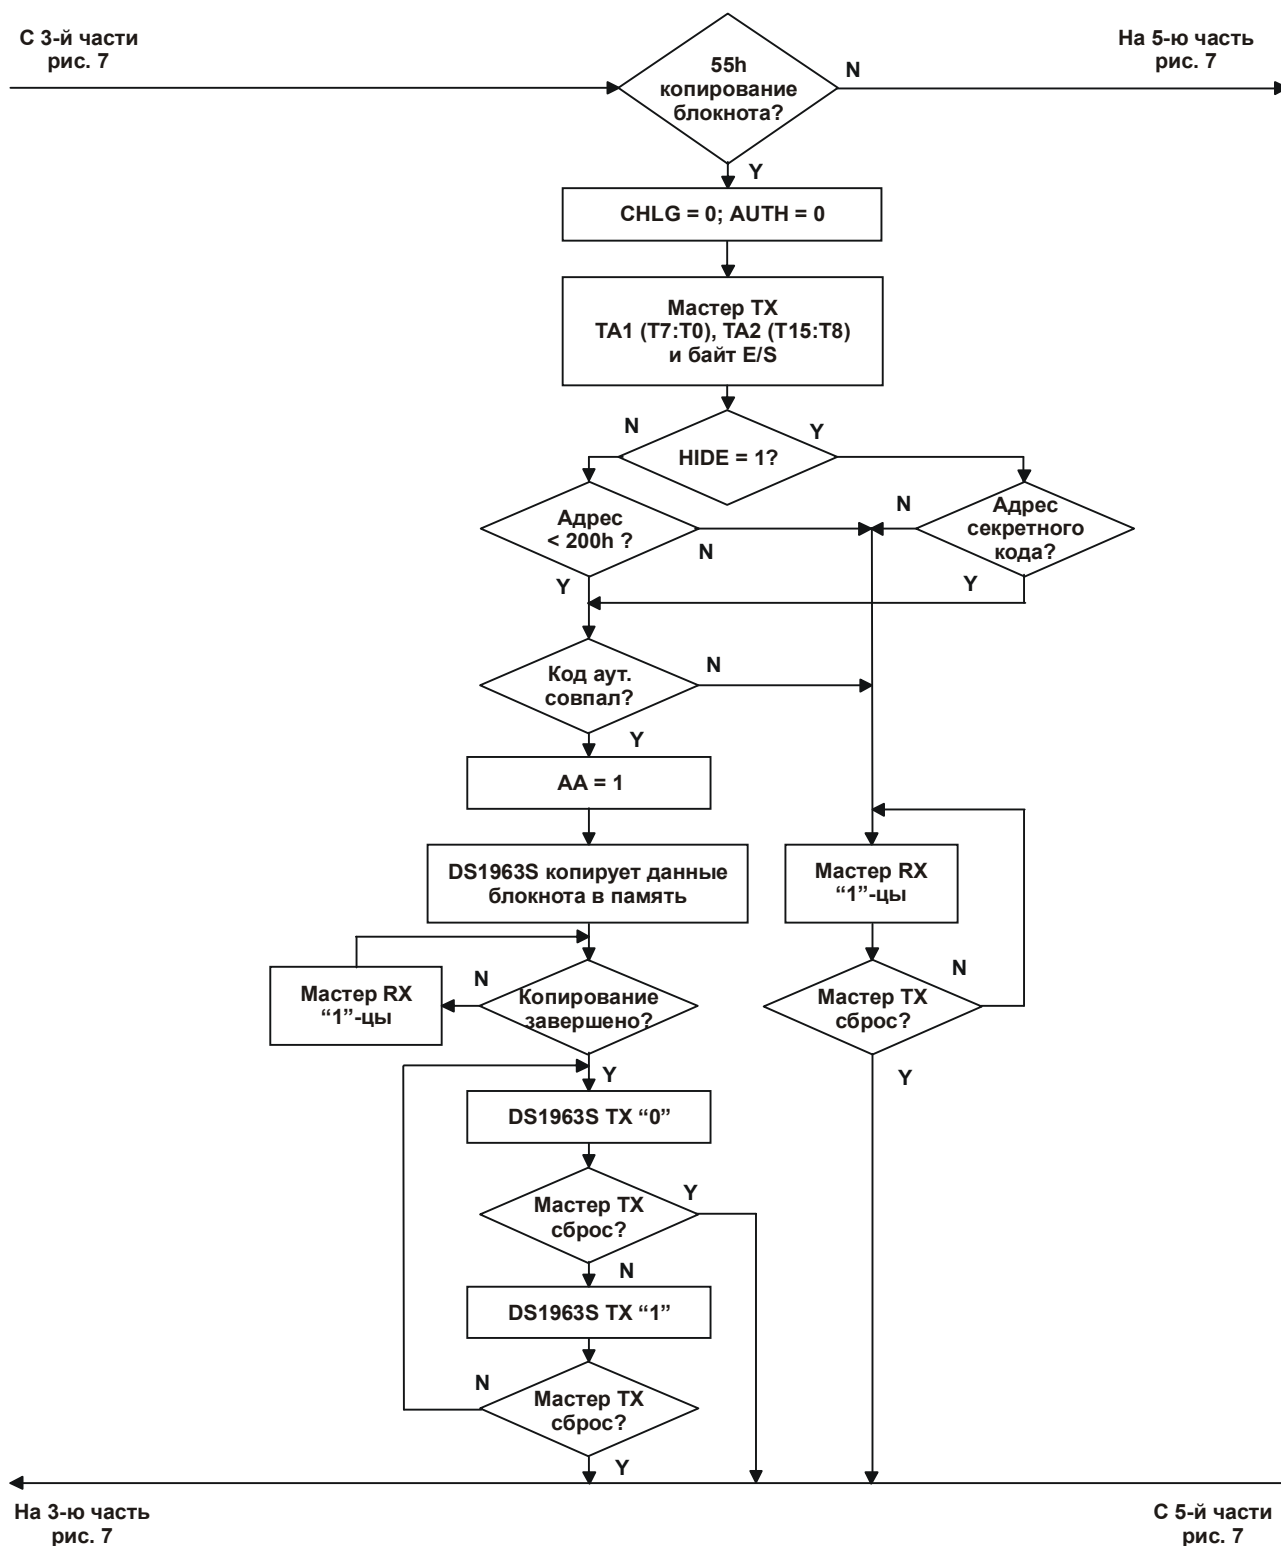 С 3-й части
рис. 7
55h
копирование
блокнота?
N
На 5-ю часть
рис. 7
Y
CHLG = 0; AUTH = 0
Мастер TX
TA1 (T7:T0), TA2 (T15:T8)
и байт E/S
N
HIDE = 1?
Y
Адрес
< 200h ?
N
Y
N
Адрес
секретного
кода?
Y
Код аут.
совпал?
N
Y
AA = 1
DS1963S копирует данные
блокнота в память
Мастер RX
“1”-цы
Мастер RX
“1”-цы
N
Копирование
завершено?
Y
Мастер TX
сброс?
N
Y
DS1963S TX “0”
Мастер TX
сброс?
Y
N
DS1963S TX “1”
N
Мастер TX
сброс?
Y
На 3-ю часть
рис. 7
С 5-й части
рис. 7